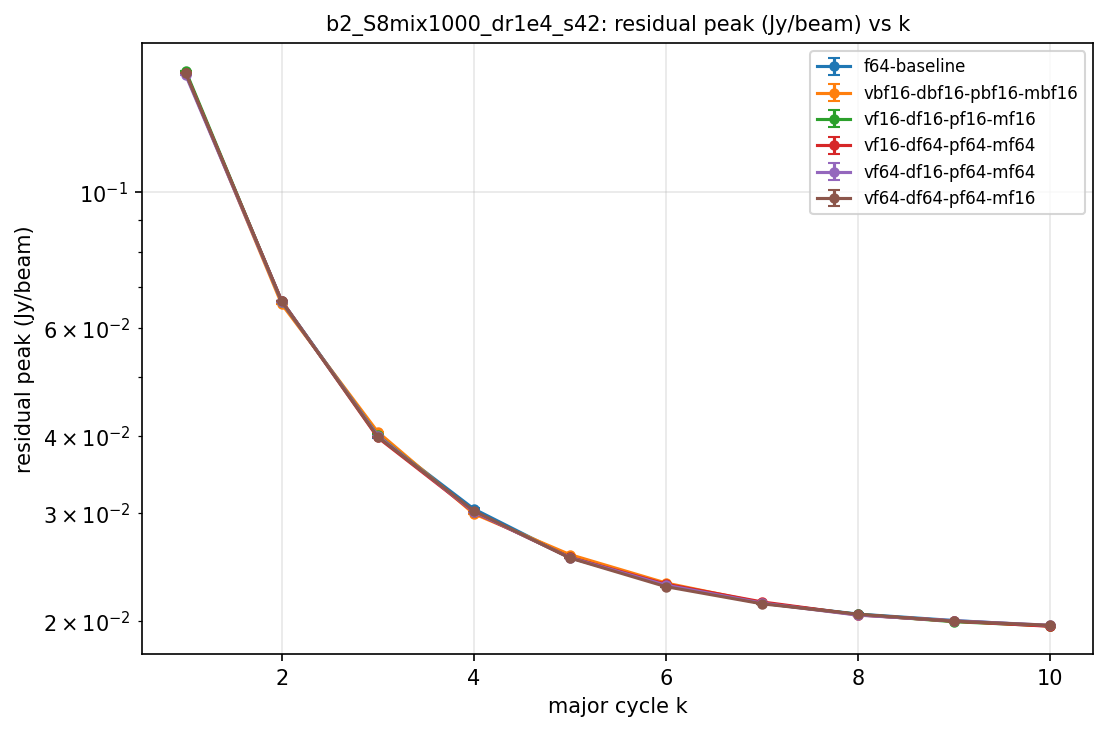 b2_S8mix1000_dr1e4_s42: residual peak (Jy/beam) vs k
f64-baseline
vbf16-dbf16-pbf16-mbf16
vf16-df16-pf16-mf16
vf16-df64-pf64-mf64
vf64-df16-pf64-mf64
vf64-df64-pf64-mf16
residual peak (Jy/beam)
10⁻¹
6 × 10⁻²
4 × 10⁻²
3 × 10⁻²
2 × 10⁻²
2 4 6 8 10
major cycle k